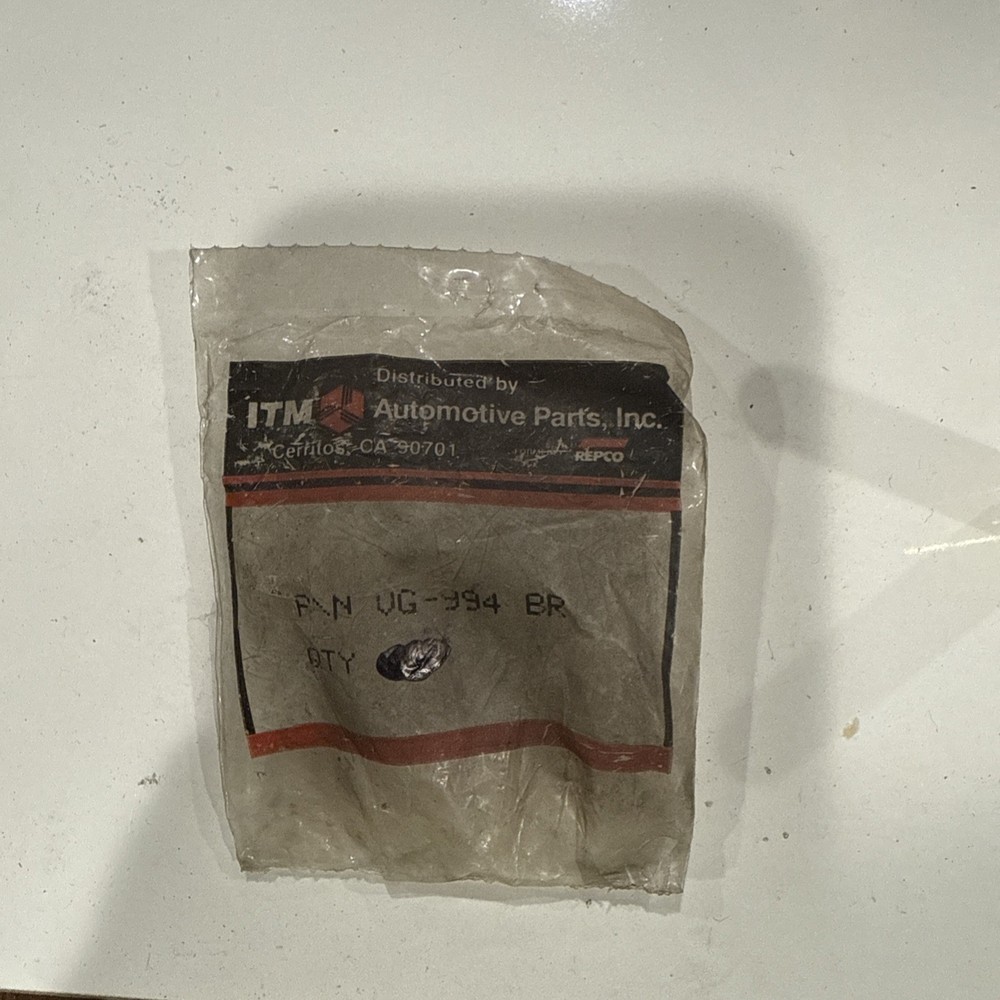 Distributed by
ITM Automotive Parts, Inc.
Cerritos, CA 90701
REPCO
P/N VG-994 BR
QTY